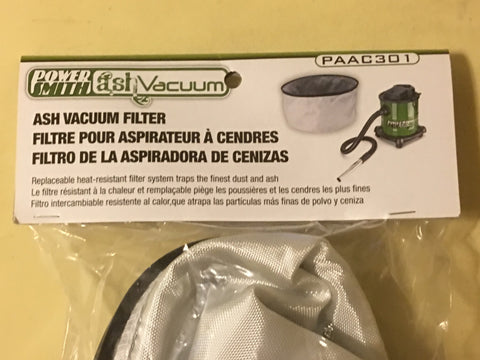 PAAC301
POWER SMITH ash Vacuum
ASH VACUUM FILTER
FILTRE POUR ASPIRATEUR À CENDRES
FILTRO DE LA ASPIRADORA DE CENIZAS
Replaceable heat-resistant filter system traps the finest dust and ash
Le filtre résistant à la chaleur et remplaçable piège les poussières et les cendres les plus fines
Filtro intercambiable resistente al calor,que atrapa las particulas más finas de polvo y ceniza